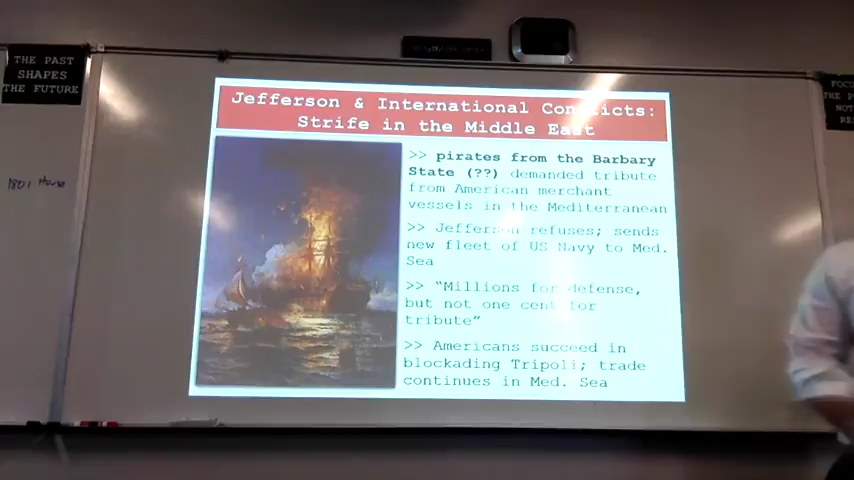 THE PAST
SHAPES
THE FUTURE
1801
Jefferson & International Conflicts:
Strife in the Middle East
>> pirates from the Barbary
State (??) demanded tribute
from American merchant
vessels in the Mediterranean
>> Jefferson refuses; sends
new fleet of US Navy to Med.
Sea
>> “Millions for defense,
but not one cent for
tribute”
>> Americans succeed in
blockading Tripoli; trade
continues in Med. Sea